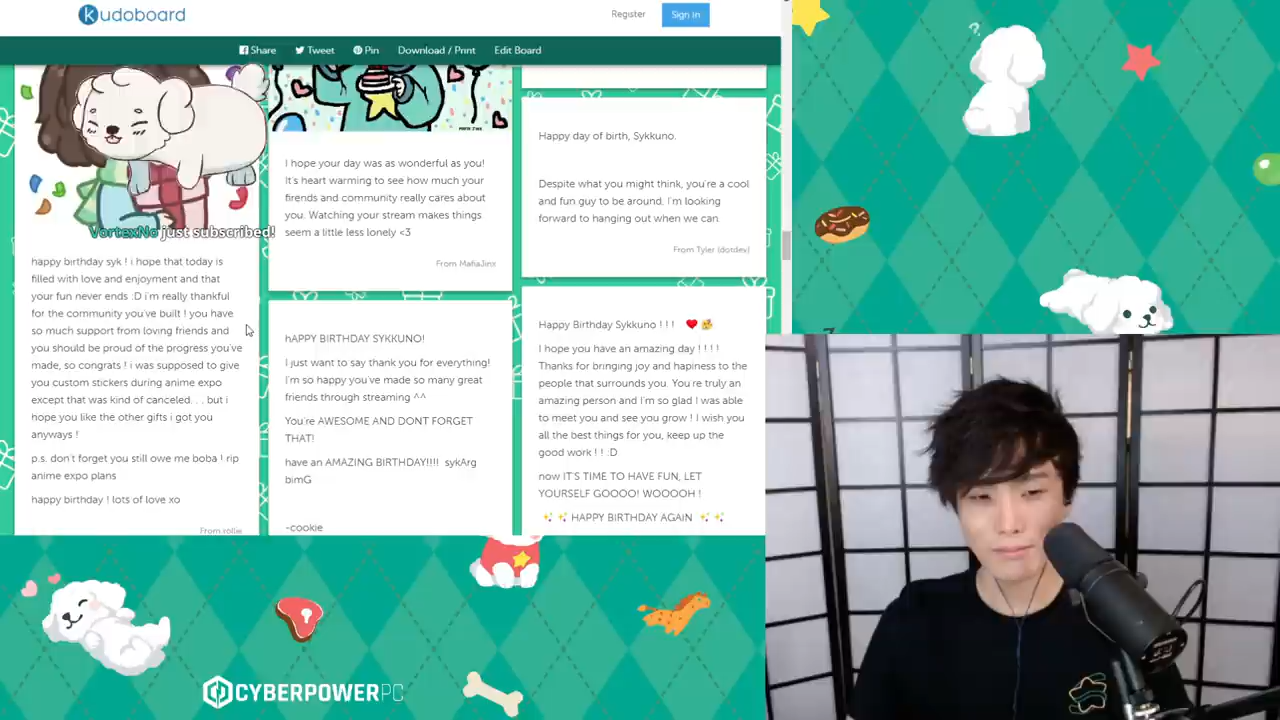 kudoboard
Register
Sign in
Share
Tweet
Pin
Download / Print
Edit Board
VortexNo just subscribed!
happy birthday syk ! i hope that today is
filled with love and enjoyment and that
your fun never ends :D i'm really thankful
for the community you've built ! you have
so much support from loving friends and
you should be proud of the progress you've
made, so congrats ! i was supposed to give
you custom stickers during anime expo
except that was kind of canceled. . . but i
hope you like the other gifts i got you
anyways !
p.s. don't forget you still owe me boba ! rip
anime expo plans
happy birthday ! lots of love xo
From rollie
I hope your day was as wonderful as you!
It's heart warming to see how much your
firends and community really cares about
you. Watching your stream makes things
seem a little less lonely <3
From MafiaJinx
hAPPY BIRTHDAY SYKKUNO!
I just want to say thank you for everything!
I'm so happy you've made so many great
friends through streaming ^^
You're AWESOME AND DONT FORGET
THAT!
have an AMAZING BIRTHDAY!!!! sykArg
bimG
-cookie
Happy day of birth, Sykkuno.
Despite what you might think, you're a cool
and fun guy to be around. I'm looking
forward to hanging out when we can.
From Tyler (dotdev)
Happy Birthday Sykkuno ! ! ! ❤️ 🥳
I hope you have an amazing day ! ! ! !
Thanks for bringing joy and hapiness to the
people that surrounds you. You re truly an
amazing person and I'm so glad I was able
to meet you and see you grow ! I wish you
all the best things for you, keep up the
good work ! ! :D
now IT'S TIME TO HAVE FUN, LET
YOURSELF GOOOO! WOOOOH !
✨ ✨ HAPPY BIRTHDAY AGAIN ✨ ✨
CYBERPOWERPC